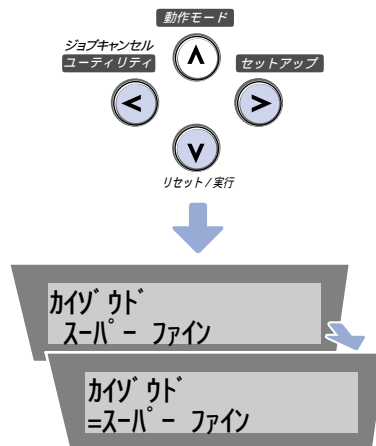 動作モード
ジョブキャンセル
ユーティリティ
セットアップ
リセット/実行
カイゾウド
スーパー ファイン
カイゾウド
=スーパー ファイン